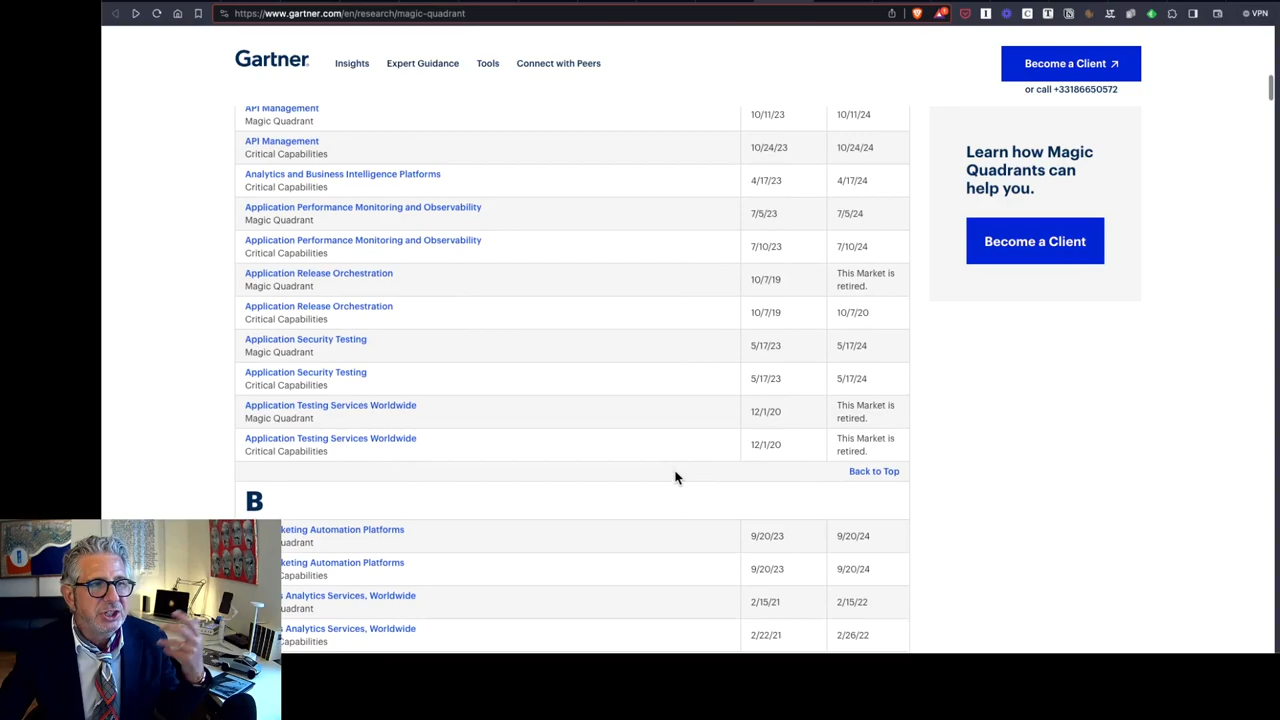 https://www.gartner.com/en/research/magic-quadrant
VPN
Gartner
Insights
Expert Guidance
Tools
Connect with Peers
Become a Client
or call +33186650572
API Management
Magic Quadrant
10/11/23
10/11/24
API Management
Critical Capabilities
10/24/23
10/24/24
Analytics and Business Intelligence Platforms
Critical Capabilities
4/17/23
4/17/24
Application Performance Monitoring and Observability
Magic Quadrant
7/5/23
7/5/24
Application Performance Monitoring and Observability
Critical Capabilities
7/10/23
7/10/24
Application Release Orchestration
Magic Quadrant
10/7/19
This Market is
retired.
Application Release Orchestration
Critical Capabilities
10/7/19
10/7/20
Application Security Testing
Magic Quadrant
5/17/23
5/17/24
Application Security Testing
Critical Capabilities
5/17/23
5/17/24
Application Testing Services Worldwide
Magic Quadrant
12/1/20
This Market is
retired.
Application Testing Services Worldwide
Critical Capabilities
12/1/20
This Market is
retired.
Back to Top
B
keting Automation Platforms
uadrant
9/20/23
9/20/24
keting Automation Platforms
Capabilities
9/20/23
9/20/24
s Analytics Services, Worldwide
uadrant
2/15/21
2/15/22
s Analytics Services, Worldwide
Capabilities
2/22/21
2/26/22
Learn how Magic
Quadrants can
help you.
Become a Client